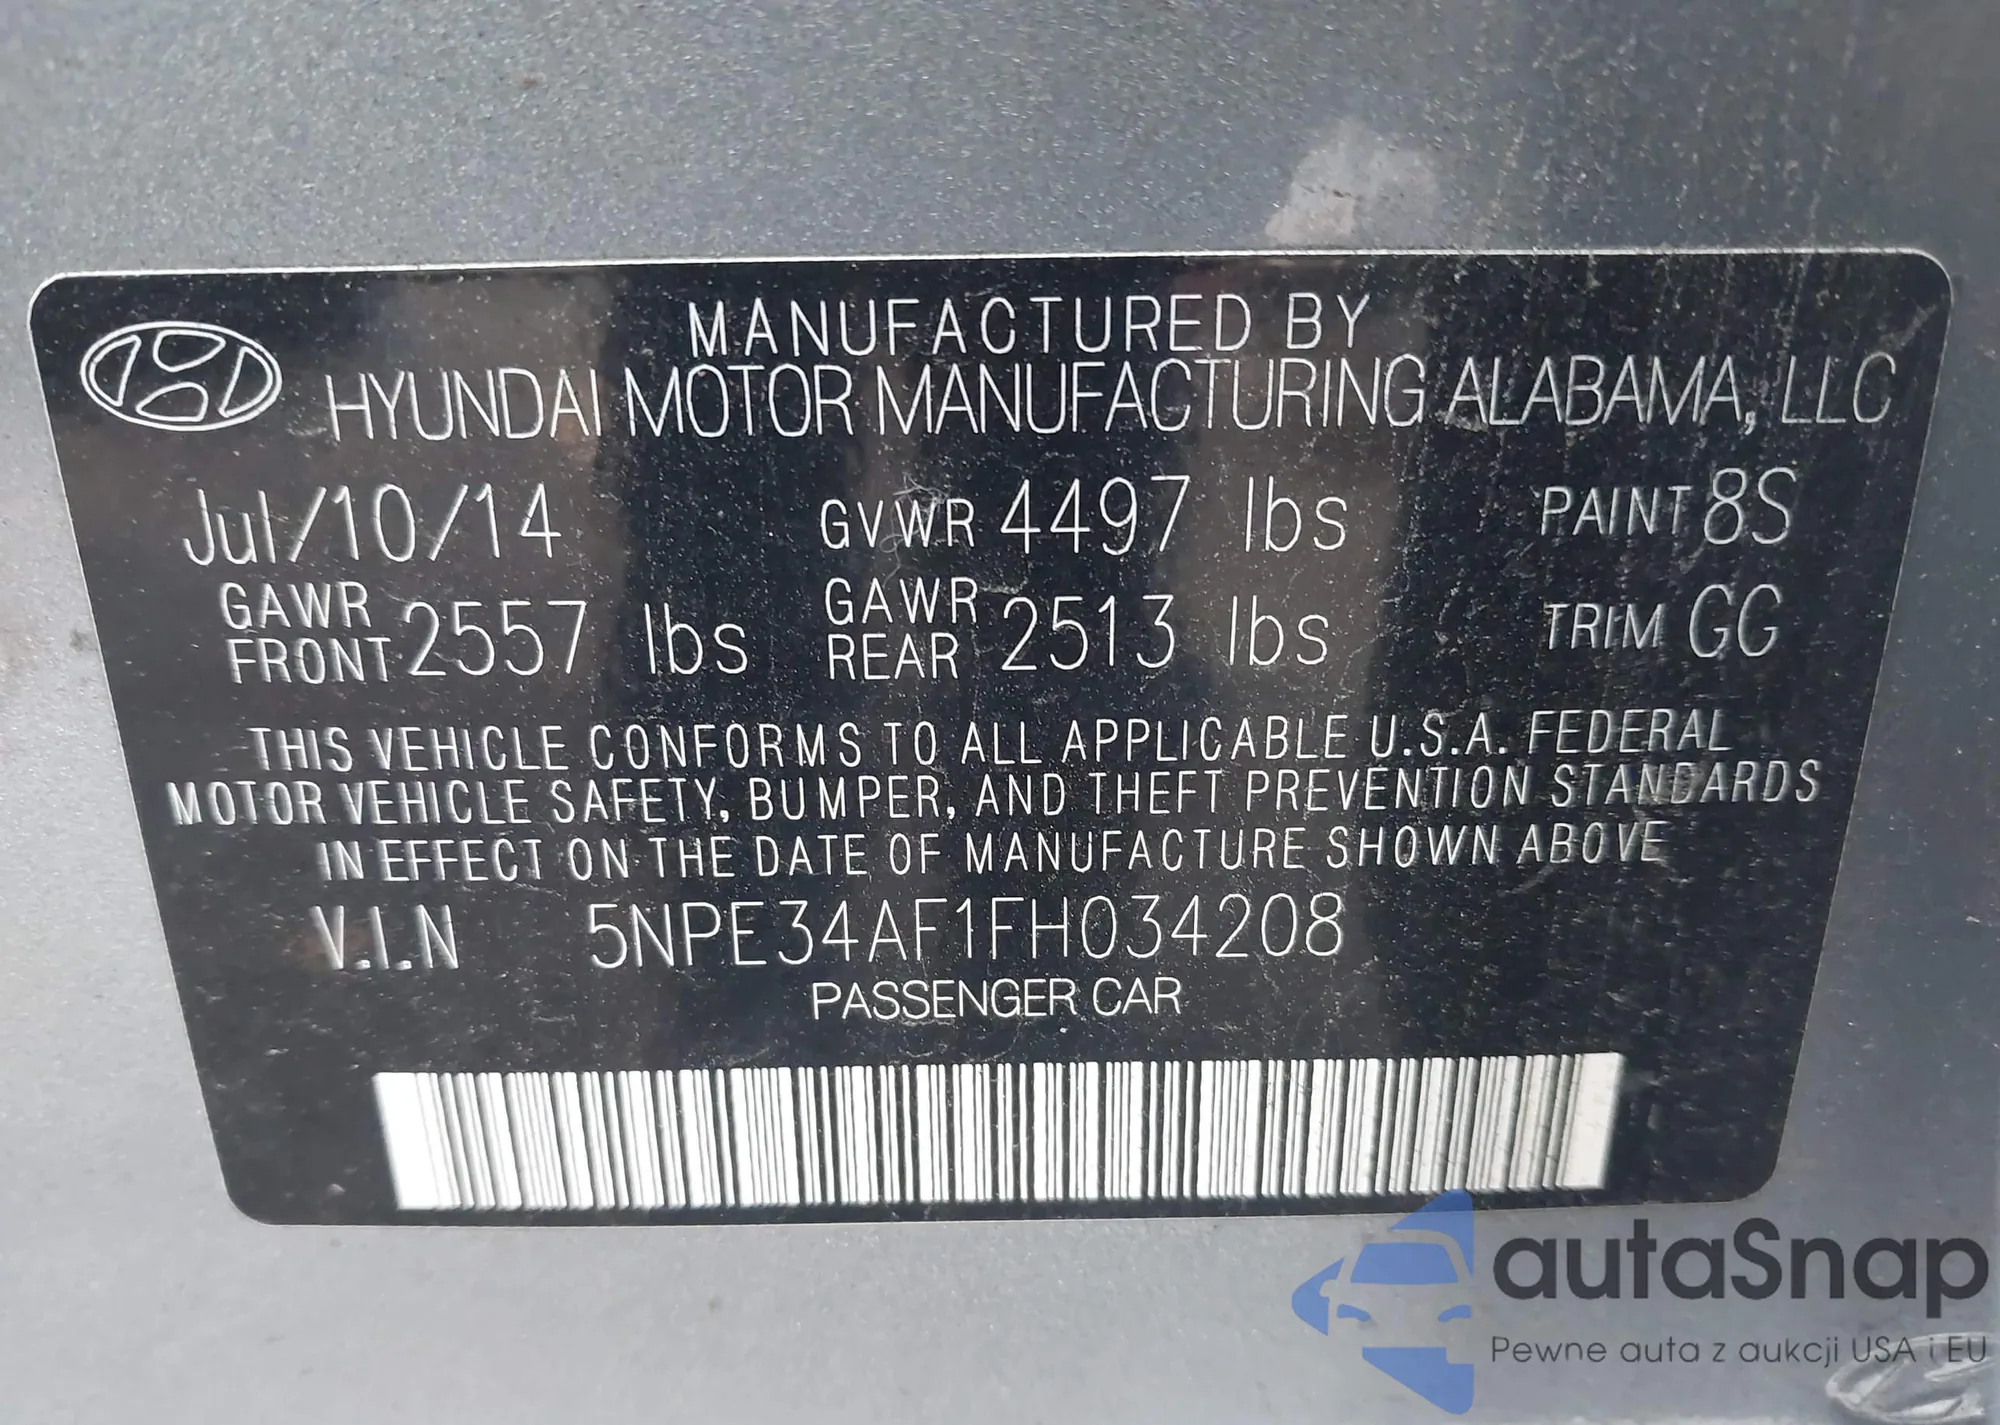 MANUFACTURED BY
HYUNDAI MOTOR MANUFACTURING ALABAMA, LLC
Jul/10/14 GVWR 4497 lbs PAINT 8S
GAWR FRONT 2557 lbs GAWR REAR 2513 lbs TRIM GG
THIS VEHICLE CONFORMS TO ALL APPLICABLE U.S.A. FEDERAL
MOTOR VEHICLE SAFETY, BUMPER, AND THEFT PREVENTION STANDARDS
IN EFFECT ON THE DATE OF MANUFACTURE SHOWN ABOVE
V.I.N 5NPE34AF1FH034208
PASSENGER CAR
autaSnap
Pewne auta z aukcji USA i EU